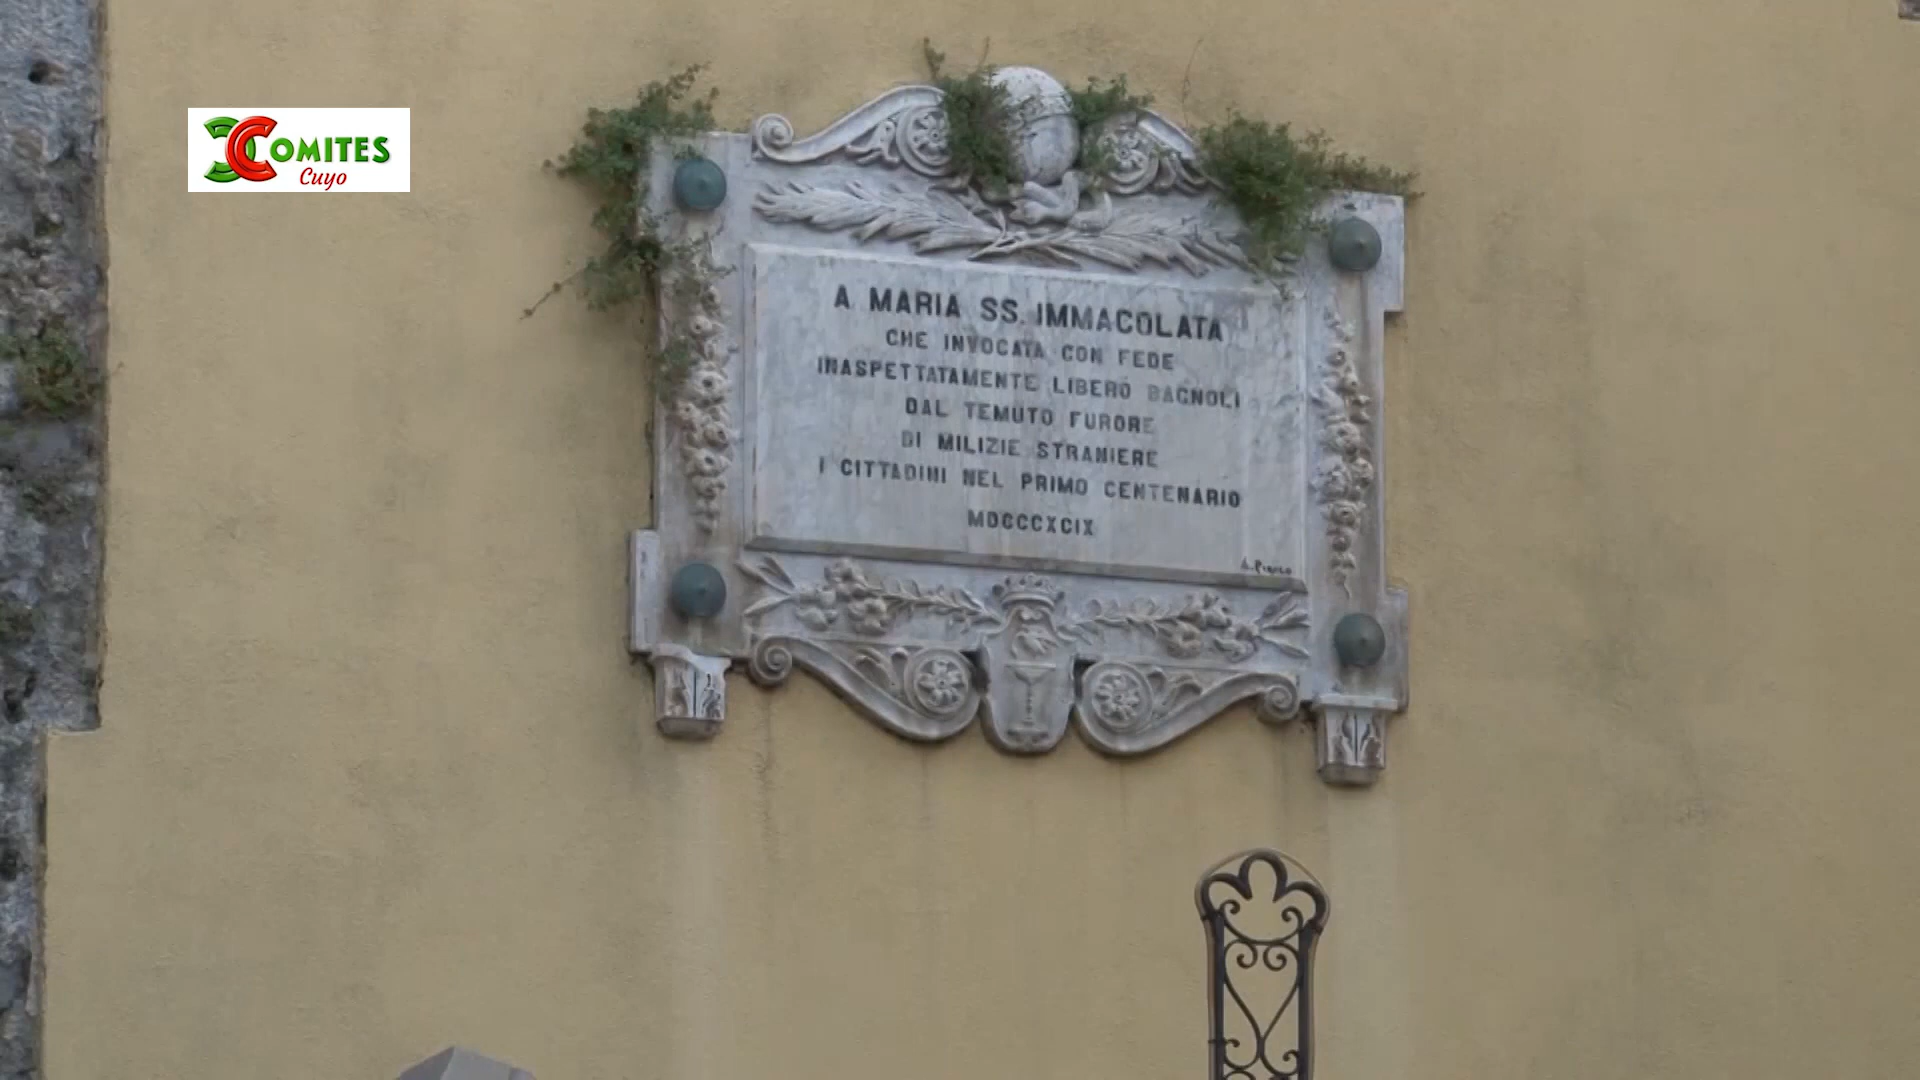 COMITES
Cuyo
A MARIA SS. IMMACOLATA
CHE INVOCATA CON FEDE
INASPETTATAMENTE LIBERÒ BAGNOLI
DAL TEMUTO FURORE
DI MILIZIE STRANIERE
I CITTADINI NEL PRIMO CENTENARIO
MDCCCXCIX